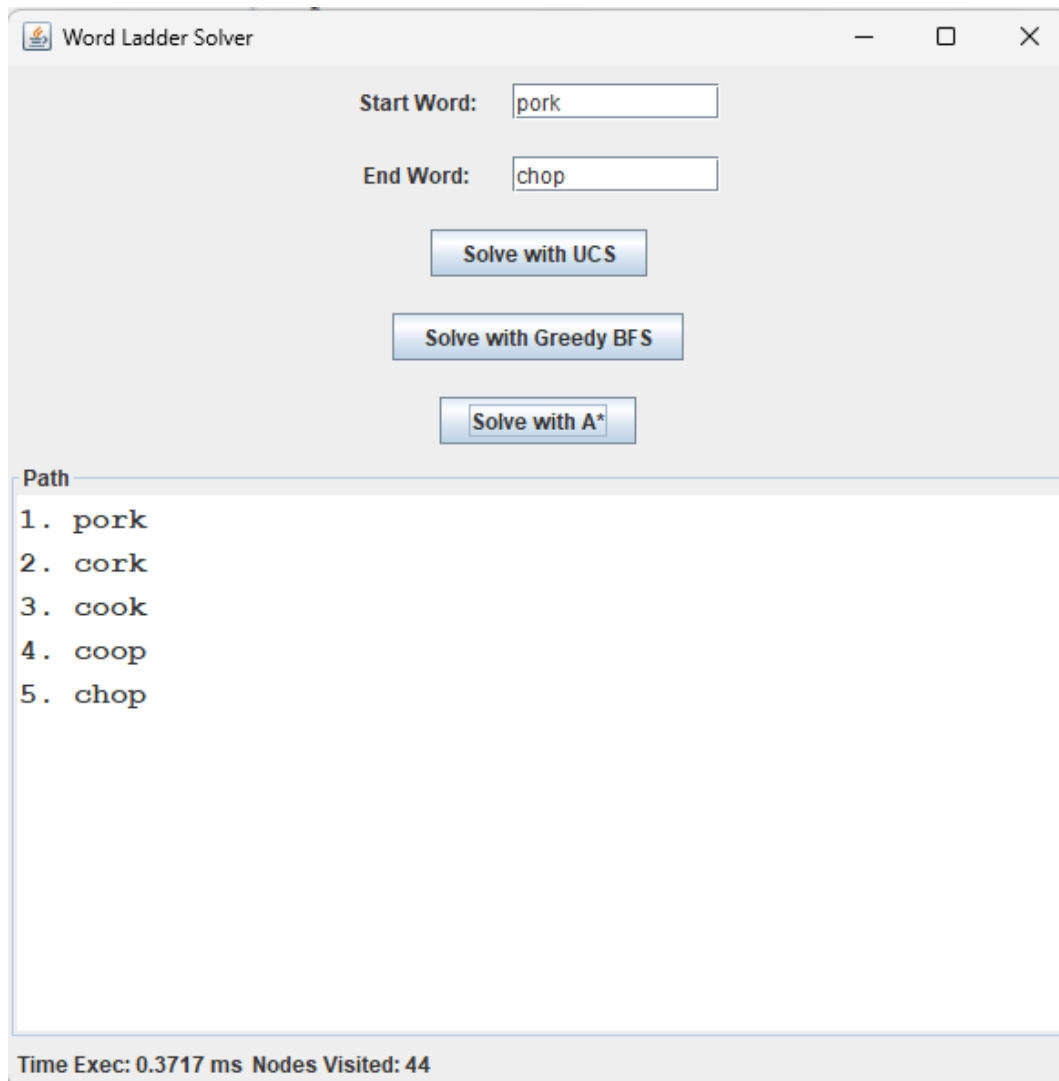 Word Ladder Solver
Start Word: pork
End Word: chop
Solve with UCS
Solve with Greedy BFS
Solve with A*
Path
1. pork
2. cork
3. cook
4. coop
5. chop
Time Exec: 0.3717 ms Nodes Visited: 44